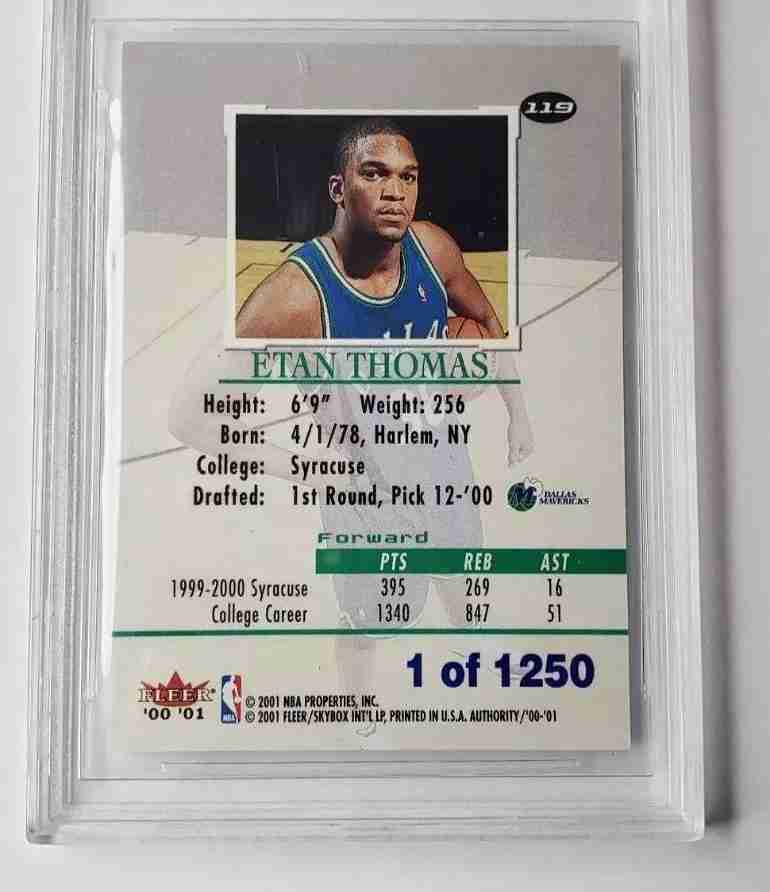 119
ETAN THOMAS
Height: 6'9" Weight: 256
Born: 4/1/78, Harlem, NY
College: Syracuse
Drafted: 1st Round, Pick 12-'00
DALLAS
MAVERICKS
Forward
PTS REB AST
1999-2000 Syracuse 395 269 16
College Career 1340 847 51
1 of 1250
FLEER
'00 '01
NBA
© 2001 NBA PROPERTIES, INC.
© 2001 FLEER/SKYBOX INT'L LP, PRINTED IN U.S.A. AUTHORITY/'00-'01